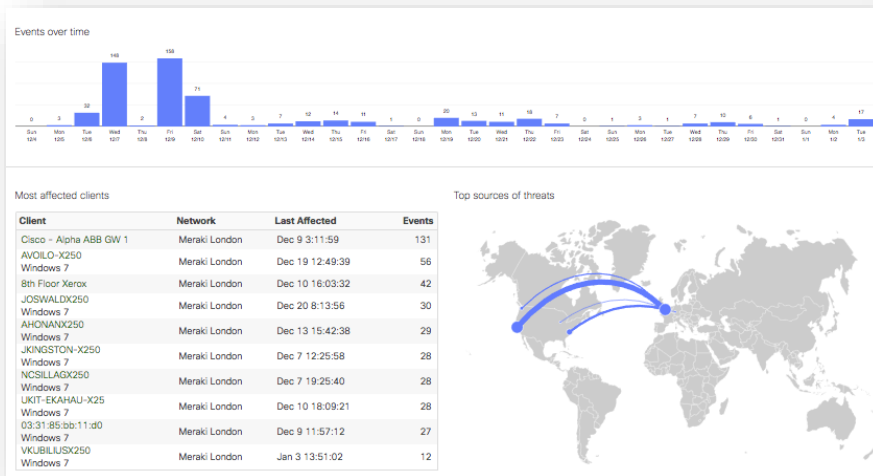 Events over time
0 3 32 148 2 158 71 4 3 7 12 14 11 1 0 20 13 11 18 7 0 1 3 1 7 10 6 1 0 4 17
Sun Mon Tue Wed Thu Fri Sat Sun Mon Tue Wed Thu Fri Sat Sun Mon Tue Wed Thu Fri Sat Sun Mon Tue Wed Thu Fri Sat Sun Mon Tue
12/4 12/5 12/6 12/7 12/8 12/9 12/10 12/11 12/12 12/13 12/14 12/15 12/16 12/17 12/18 12/19 12/20 12/21 12/22 12/23 12/24 12/25 12/26 12/27 12/28 12/29 12/30 12/31 1/1 1/2 1/3
Most affected clients
Client Network Last Affected Events
Cisco - Alpha ABB GW 1 Meraki London Dec 9 3:11:59 131
AVOILO-X250
Windows 7 Meraki London Dec 19 12:49:39 56
8th Floor Xerox Meraki London Dec 10 16:03:32 42
JOSWALDX250
Windows 7 Meraki London Dec 20 8:13:56 30
AHONANX250
Windows 7 Meraki London Dec 13 15:42:38 29
JKINGSTON-X250
Windows 7 Meraki London Dec 7 12:25:58 28
NCSILLAGX250
Windows 7 Meraki London Dec 7 19:25:40 28
UKIT-EKAHAU-X25
Windows 7 Meraki London Dec 10 18:09:21 28
03:31:85:bb:11:d0
Windows 7 Meraki London Dec 9 11:57:12 27
VKUBILIUSX250
Windows 7 Meraki London Jan 3 13:51:02 12
Top sources of threats